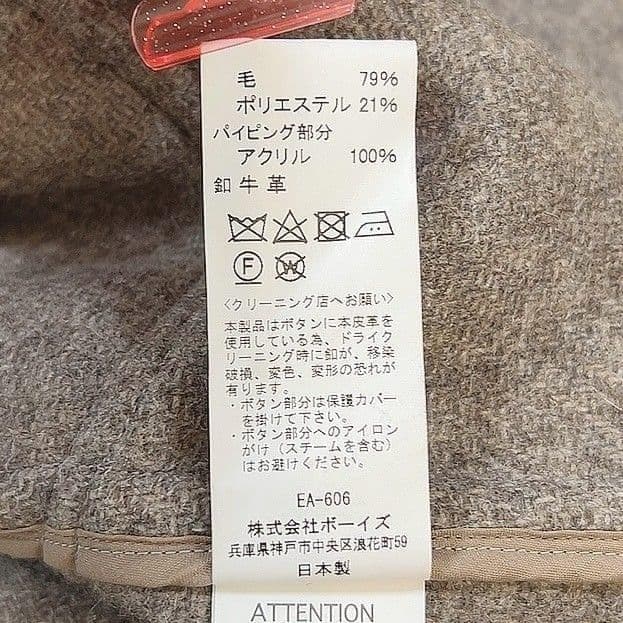 毛 79%
ポリエステル 21%
パイピング部分
アクリル 100%
釦 牛 革
F W
〈クリーニング店へお願い〉
本製品はボタンに本皮革を
使用している為、ドライク
リーニング時に釦が、移染
破損、変色、変形の恐れが
有ります。
・ボタン部分は保護カバー
を掛けて下さい。
・ボタン部分へのアイロン
がけ（スチームを含む）
はお避けください。
EA-606
株式会社ボーイズ
兵庫県神戸市中央区浪花町59
日本製
ATTENTION